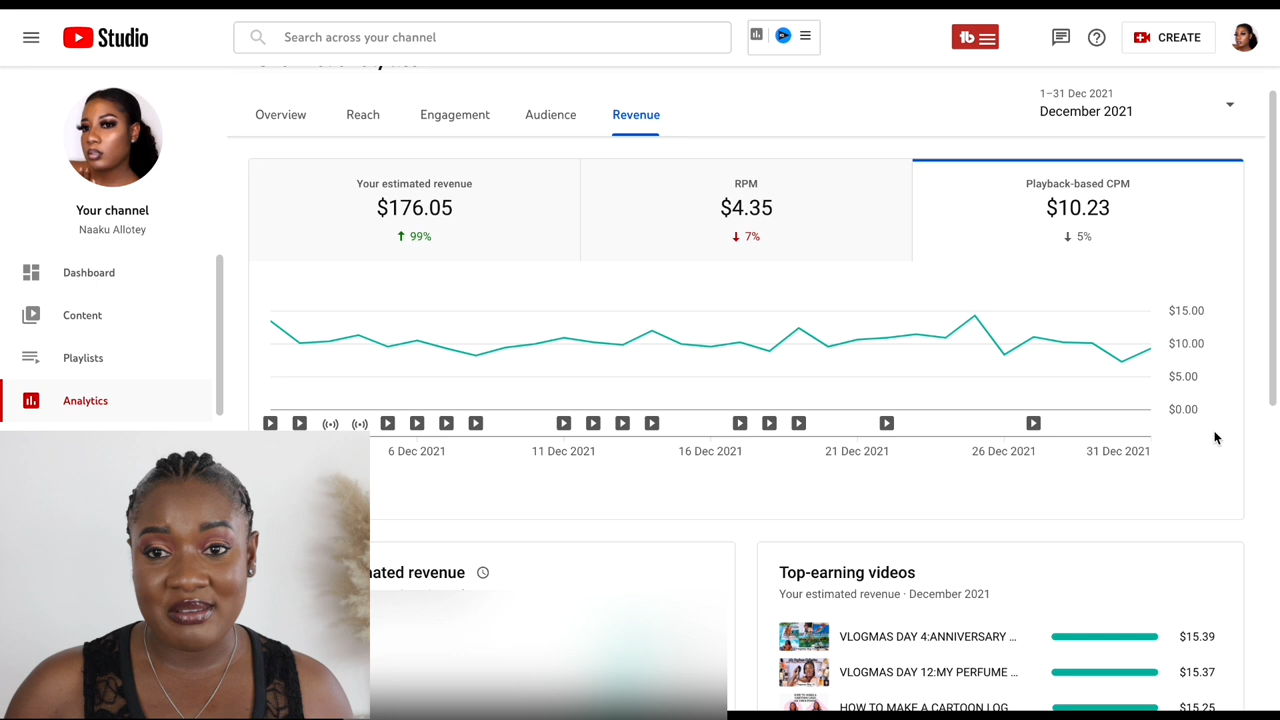 Studio
Search across your channel
CREATE
Your channel
Naaku Allotey
Dashboard
Content
Playlists
Analytics
Overview
Reach
Engagement
Audience
Revenue
1–31 Dec 2021
December 2021
Your estimated revenue
$176.05
99%
RPM
$4.35
7%
Playback-based CPM
$10.23
5%
$15.00
$10.00
$5.00
$0.00
6 Dec 2021
11 Dec 2021
16 Dec 2021
21 Dec 2021
26 Dec 2021
31 Dec 2021
ated revenue
Top-earning videos
Your estimated revenue · December 2021
VLOGMAS DAY 4:ANNIVERSARY ...
$15.39
VLOGMAS DAY 12:MY PERFUME ...
$15.37
HOW TO MAKE A CARTOON LOG
$15.25